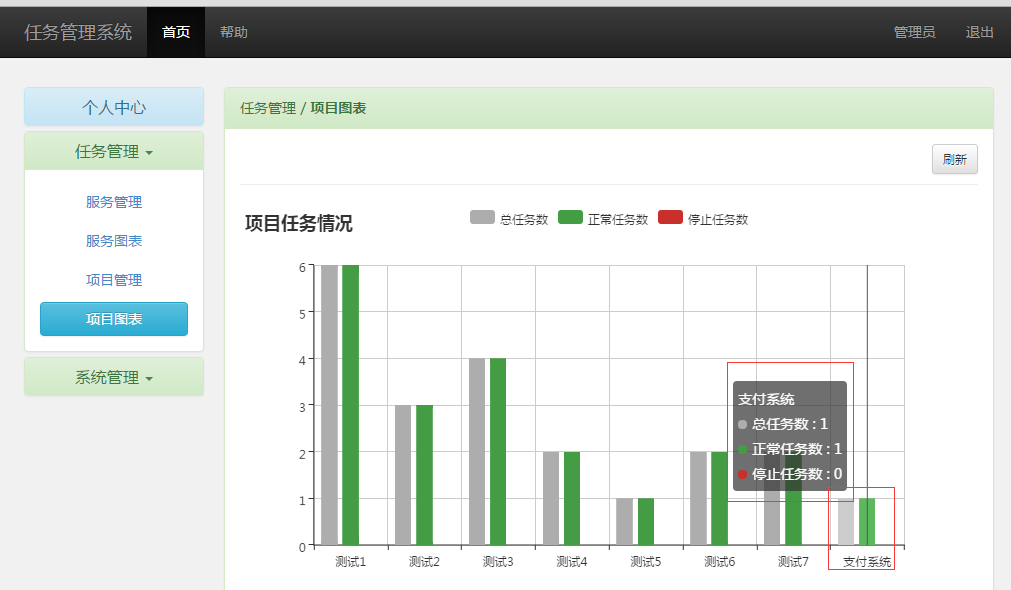 任务管理系统 首页 帮助 管理员 退出
个人中心
任务管理
服务管理
服务图表
项目管理
项目图表
系统管理
任务管理 / 项目图表
刷新
项目任务情况
总任务数 正常任务数 停止任务数
6
5
4
3
2
1
0
支付系统
总任务数 : 1
正常任务数 : 1
停止任务数 : 0
测试1 测试2 测试3 测试4 测试5 测试6 测试7 支付系统